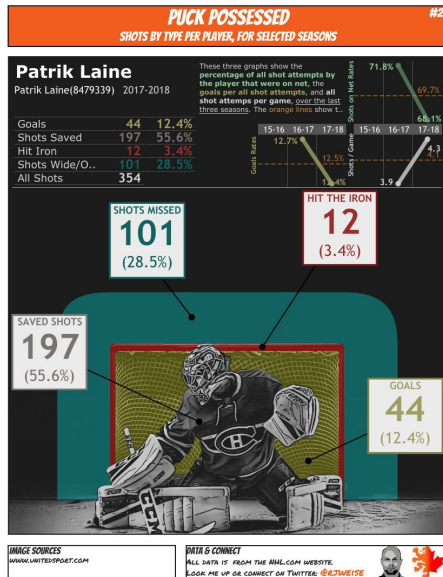 PUCK POSSESSED
#2
SHOTS BY TYPE PER PLAYER, FOR SELECTED SEASONS
Patrik Laine
Patrik Laine(8479339) 2017-2018
Goals 44 12.4%
Shots Saved 197 55.6%
Hit Iron 12 3.4%
Shots Wide/O.. 101 28.5%
All Shots 354
These three graphs show the
percentage of all shot attempts by
the player that were on net, the
goals per all shot attempts, and all
shot attemps per game, over the last
three seasons. The orange lines show t..
Shots on Net Rates
71.8%
69.7%
68.1%
15-16 16-17 17-18
15-16 16-17 17-18
Goals Rates
12.7%
12.5%
12.4%
Shots / Game
4.3
4.1
3.9
SHOTS MISSED
101
(28.5%)
HIT THE IRON
12
(3.4%)
SAVED SHOTS
197
(55.6%)
GOALS
44
(12.4%)
CCM
IMAGE SOURCES
WWW.UNITEDSPORT.COM
DATA & CONNECT
ALL DATA IS FROM THE NHL.COM WEBSITE.
LOOK ME UP OR CONNECT ON TWITTER: @RJWEISE